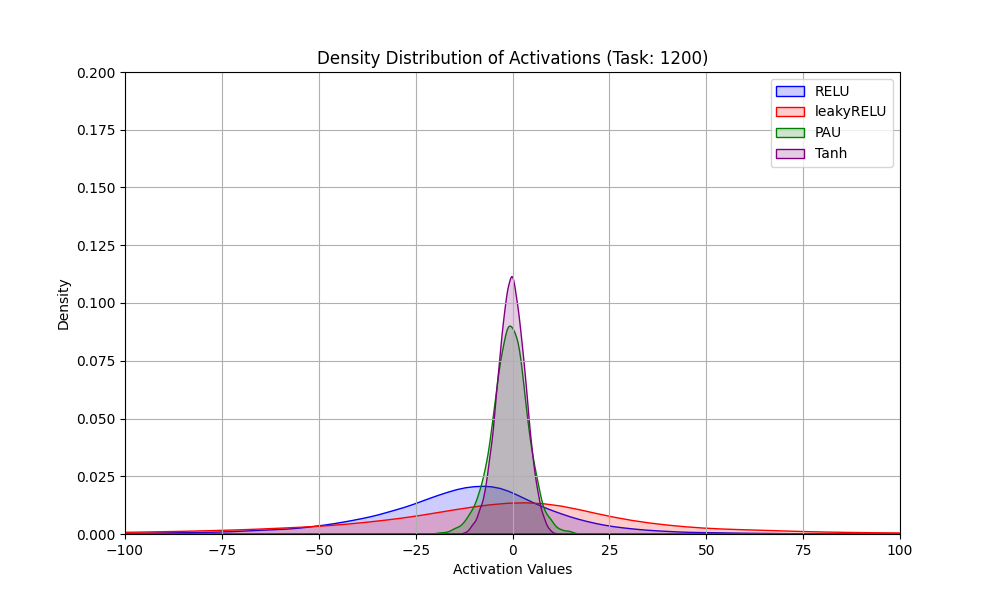 Density Distribution of Activations (Task: 1200)
RELU
leakyRELU
PAU
Tanh
Density
0.200
0.175
0.150
0.125
0.100
0.075
0.050
0.025
0.000
−100
−75
−50
−25
0
25
50
75
100
Activation Values